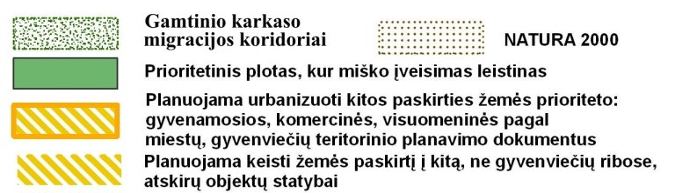 Gamtinio karkaso
migracijos koridoriai
NATURA 2000
Prioritetinis plotas, kur miško įveisimas leistinas
Planuojama urbanizuoti kitos paskirties žemės prioriteto:
gyvenamosios, komercinės, visuomeninės pagal
miestų, gyvenviečių teritorinio planavimo dokumentus
Planuojama keisti žemės paskirtį į kitą, ne gyvenviečių ribose,
atskirų objektų statybai